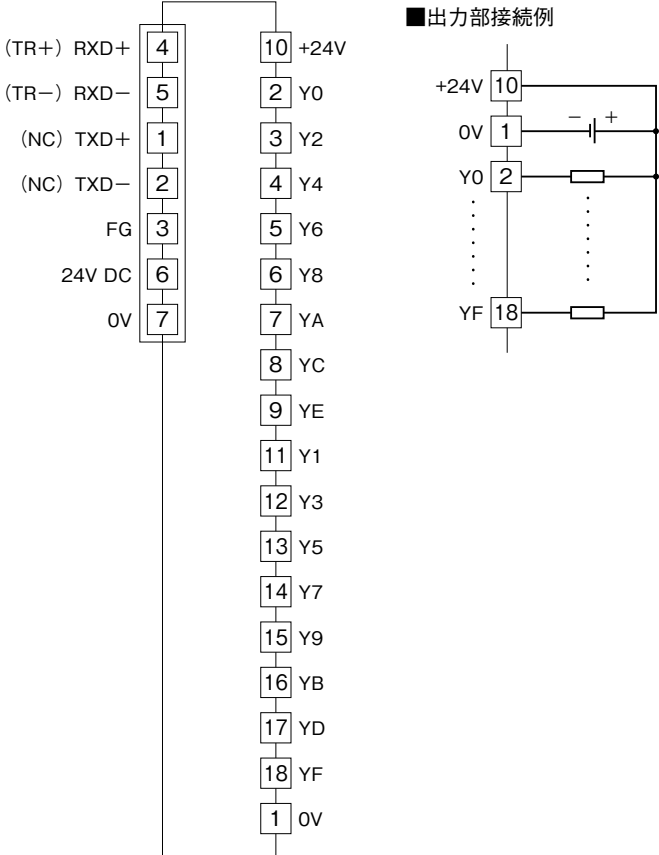 (TR+) RXD+ 4
(TR−) RXD− 5
(NC) TXD+ 1
(NC) TXD− 2
FG 3
24V DC 6
0V 7
10 +24V
2 Y0
3 Y2
4 Y4
5 Y6
6 Y8
7 YA
8 YC
9 YE
11 Y1
12 Y3
13 Y5
14 Y7
15 Y9
16 YB
17 YD
18 YF
1 0V
■出力部接続例
+24V 10
0V 1 − +
Y0 2
YF 18